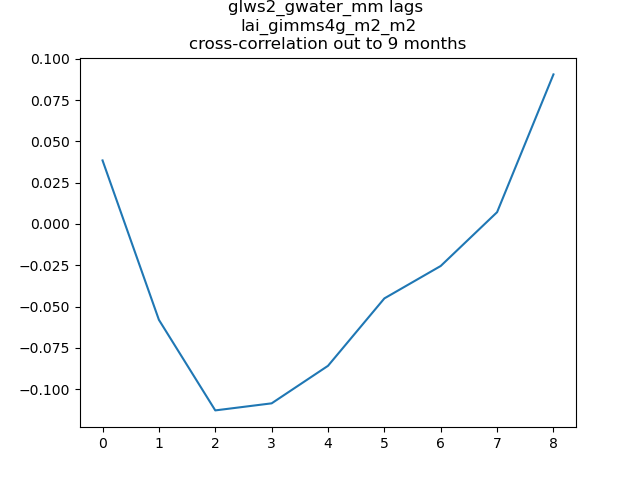 glws2_gwater_mm lags
lai_gimms4g_m2_m2
cross-correlation out to 9 months
0.100
0.075
0.050
0.025
0.000
−0.025
−0.050
−0.075
−0.100
0 1 2 3 4 5 6 7 8